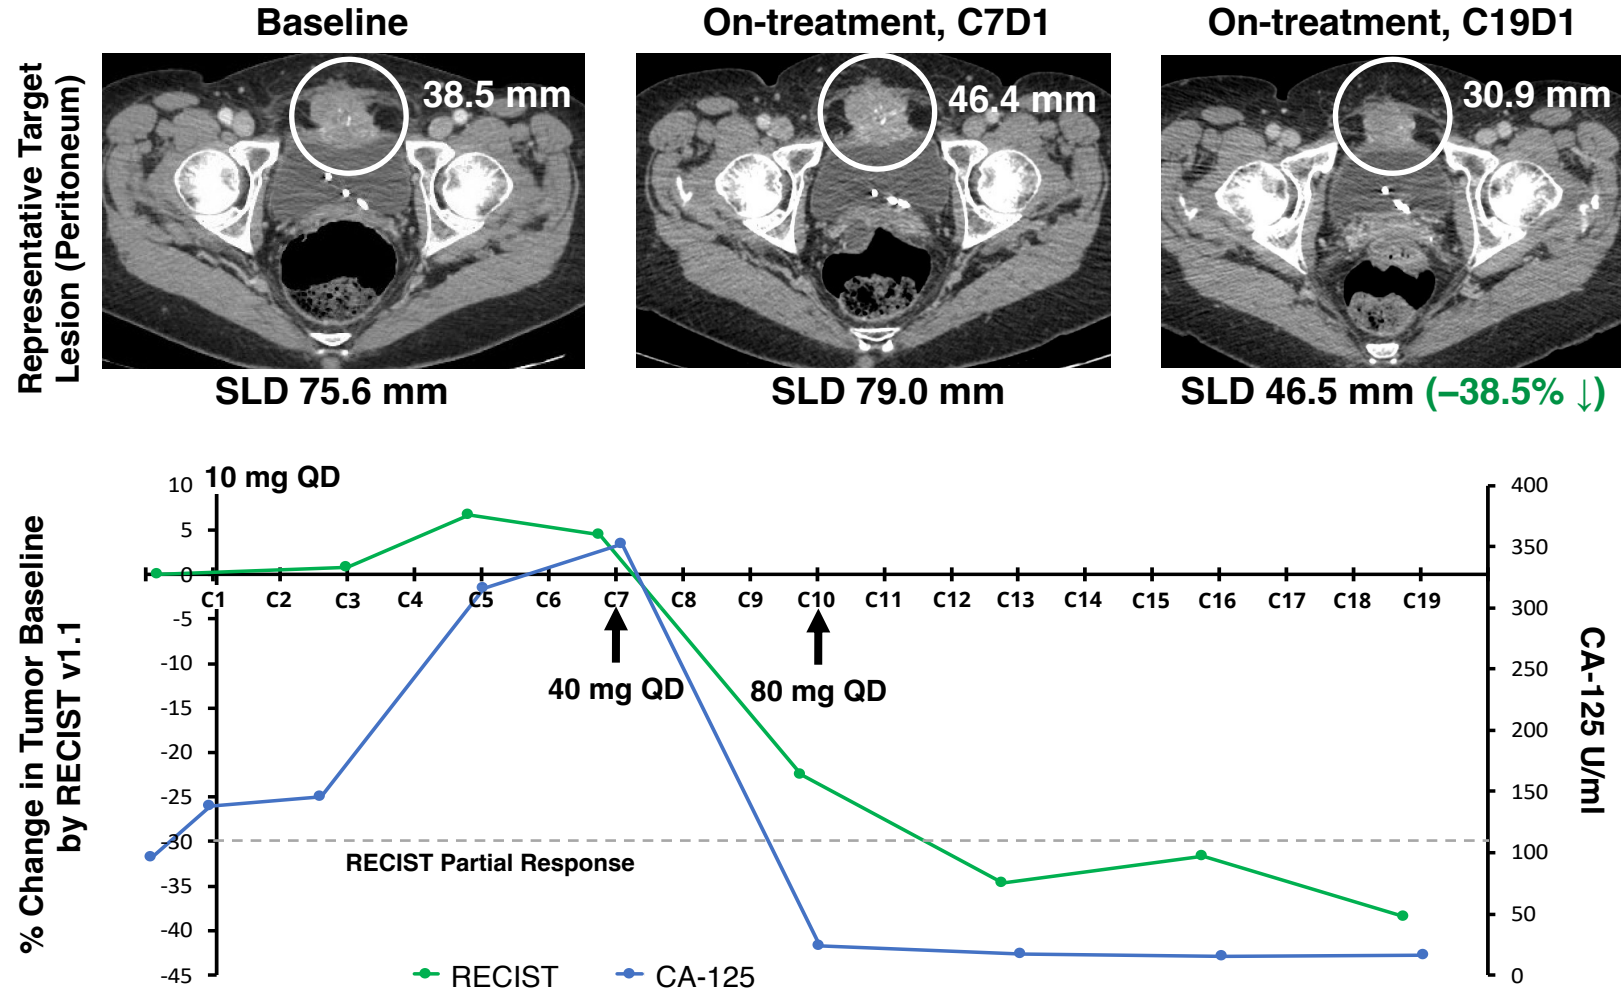 Baseline
On-treatment, C7D1
On-treatment, C19D1
Representative Target
Lesion (Peritoneum)
38.5 mm
46.4 mm
30.9 mm
SLD 75.6 mm
SLD 79.0 mm
SLD 46.5 mm (–38.5% ↓)
% Change in Tumor Baseline
by RECIST v1.1
10
5
0
-5
-10
-15
-20
-25
-30
-35
-40
-45
10 mg QD
C1 C2 C3 C4 C5 C6 C7 C8 C9 C10 C11 C12 C13 C14 C15 C16 C17 C18 C19
40 mg QD
80 mg QD
RECIST Partial Response
RECIST
CA-125
400
350
300
250
200
150
100
50
0
CA-125 U/ml